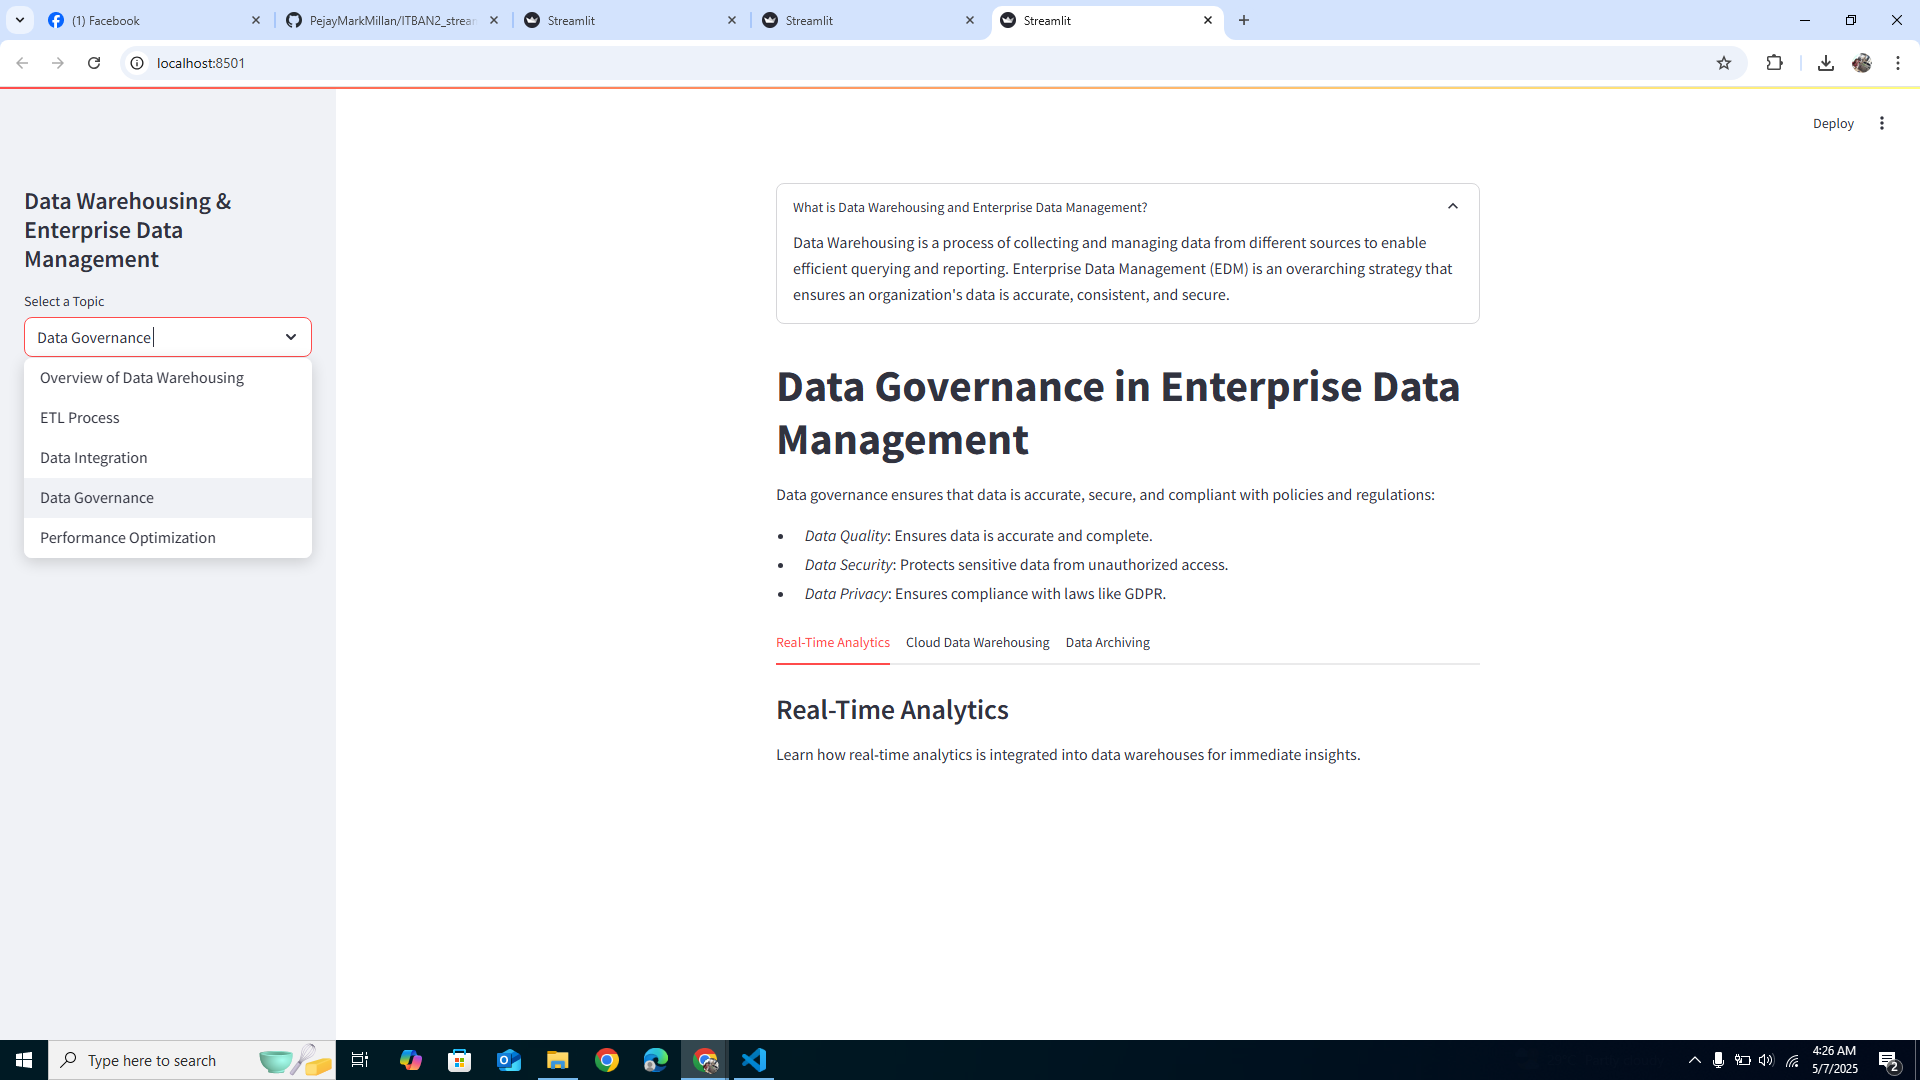 (1) Facebook
PejayMarkMillan/ITBAN2_strea
Streamlit
Streamlit
Streamlit
localhost:8501
Deploy
Data Warehousing &
Enterprise Data
Management
Select a Topic
Data Governance
Overview of Data Warehousing
ETL Process
Data Integration
Data Governance
Performance Optimization
What is Data Warehousing and Enterprise Data Management?
Data Warehousing is a process of collecting and managing data from different sources to enable
efficient querying and reporting. Enterprise Data Management (EDM) is an overarching strategy that
ensures an organization's data is accurate, consistent, and secure.
Data Governance in Enterprise Data
Management
Data governance ensures that data is accurate, secure, and compliant with policies and regulations:
• Data Quality: Ensures data is accurate and complete.
• Data Security: Protects sensitive data from unauthorized access.
• Data Privacy: Ensures compliance with laws like GDPR.
Real-Time Analytics Cloud Data Warehousing Data Archiving
Real-Time Analytics
Learn how real-time analytics is integrated into data warehouses for immediate insights.
Type here to search
4:26 AM
5/7/2025
2